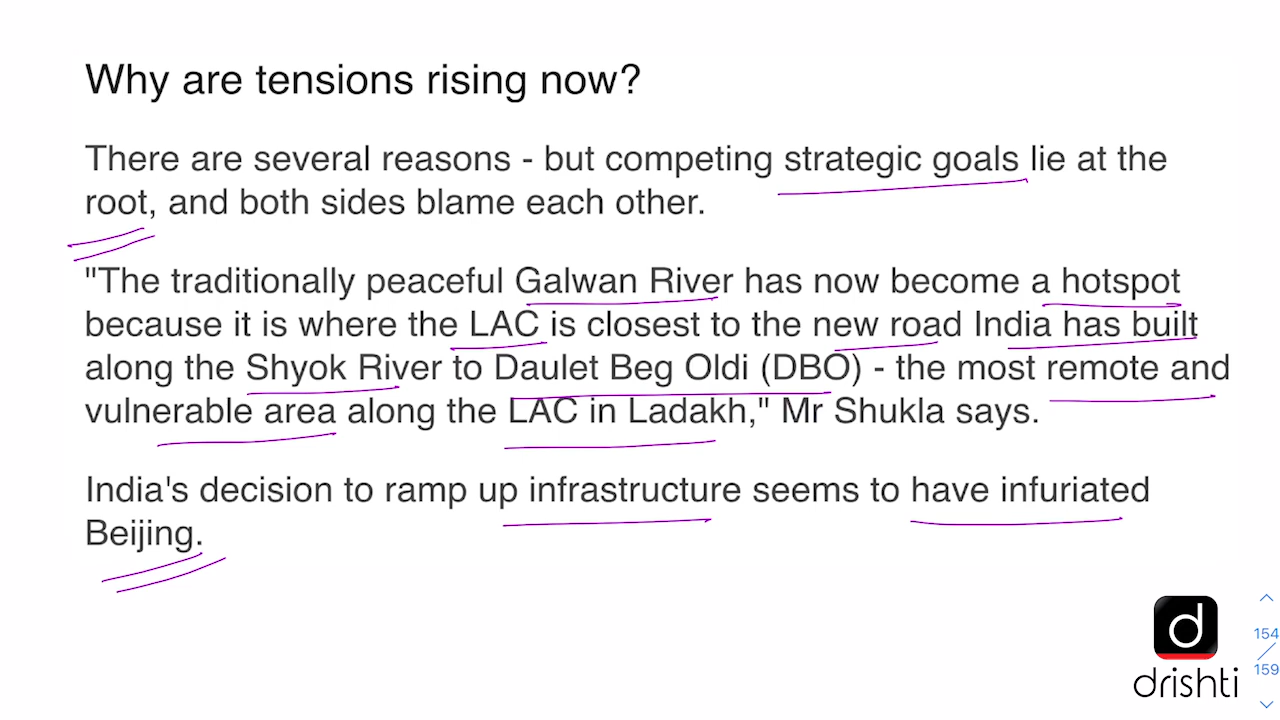 Why are tensions rising now?
There are several reasons - but competing strategic goals lie at the
root, and both sides blame each other.
"The traditionally peaceful Galwan River has now become a hotspot
because it is where the LAC is closest to the new road India has built
along the Shyok River to Daulet Beg Oldi (DBO) - the most remote and
vulnerable area along the LAC in Ladakh," Mr Shukla says.
India's decision to ramp up infrastructure seems to have infuriated
Beijing.
d
drishti
154
/
159